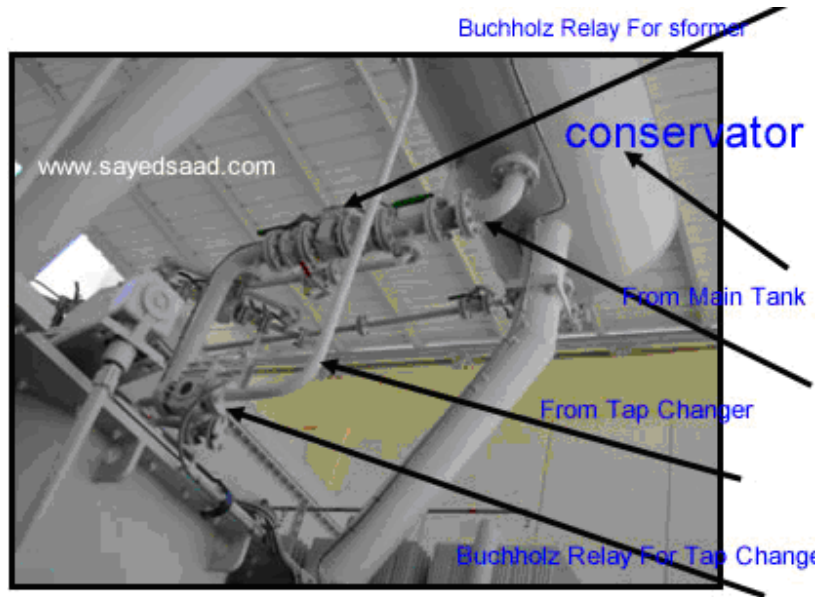 Buchholz Relay For sformer
conservator
www.sayedsaad.com
From Main Tank
From Tap Changer
Buchholz Relay For Tap Change